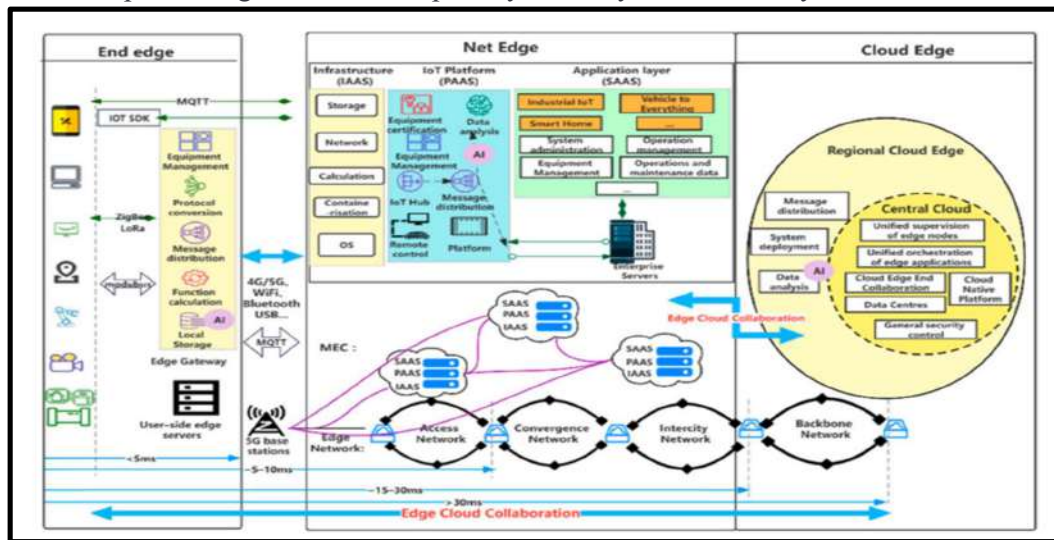 End edge
Net Edge
Cloud Edge
MQTT
IOT SDK
Equipment
Management
Protocol
conversion
ZigBee
LoRa
Message
distribution
modabrs
Function
calculation
AI
Local
Storage
Edge Gateway
User-side edge
servers
4G/5G,
WiFi,
Bluetooth
USB...
MQTT
5G base
stations
Infrastructure
(IAAS)
Storage
Network
Calculation
Containe
-risation
OS
IoT Platform
(PAAS)
Equipment
certification
Data
analysis
Equipment
Management
AI
IoT Hub
Message
distribution
Remote
control
Platform
Application layer
(SAAS)
Industrial IoT
Vehicle to
Everything
Smart Home
...
System
administration
Operation
management
Equipment
Management
Operations and
maintenance data
...
Enterprise
Servers
MEC :
SAAS
PAAS
IAAS
SAAS
PAAS
IAAS
SAAS
PAAS
IAAS
Edge Cloud Collaboration
Edge
Network:
Access
Network
Convergence
Network
Intercity
Network
Backbone
Network
Regional Cloud Edge
Message
distribution
System
deployment
Data
analysis
AI
Central Cloud
Unified supervision
of edge nodes
Unified orchestration
of edge applications
Cloud Edge End
Collaboration
Cloud
Native
Platform
Data Centres
General security
control
<5ms
~5-10ms
~15-30ms
>30ms
Edge Cloud Collaboration